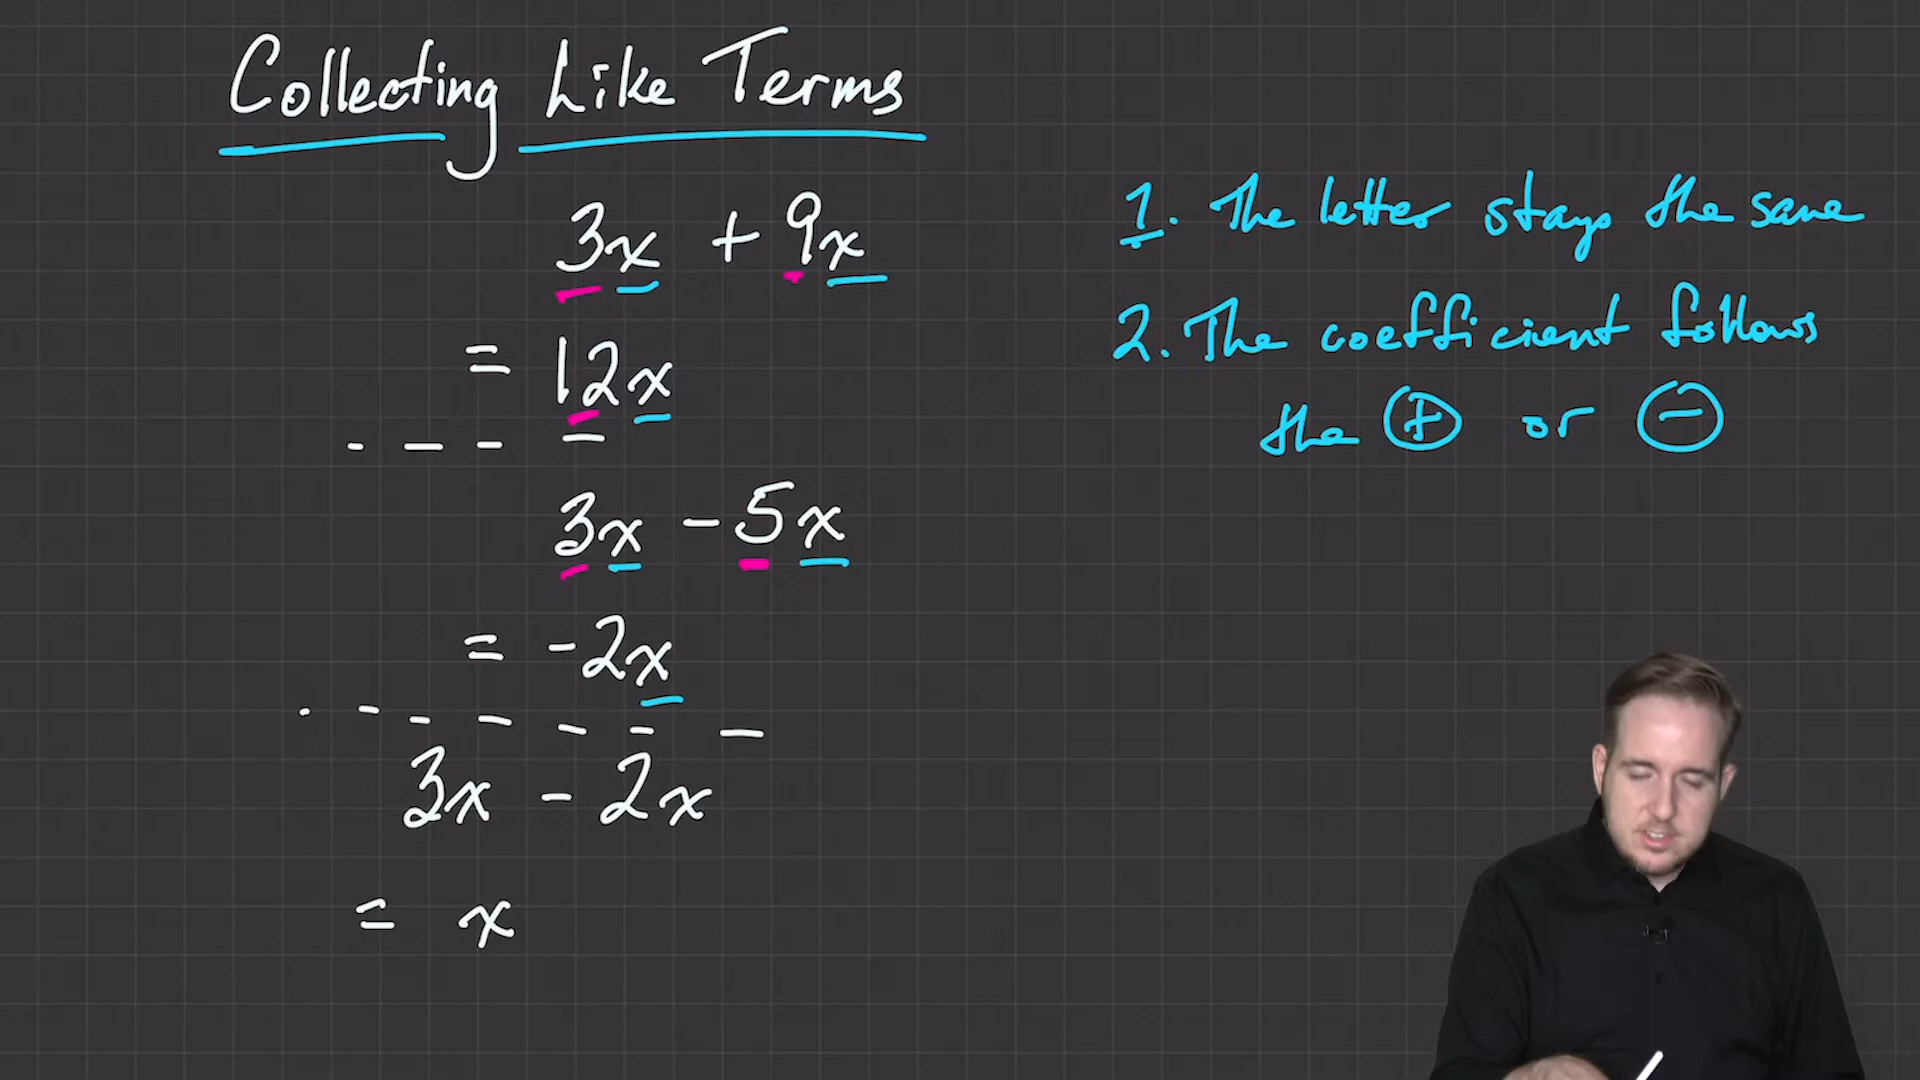 Collecting Like Terms
3x + 9x
= 12x
3x - 5x
= -2x
3x - 2x
= x
1. The letter stays the same
2. The coefficient follows
the + or -